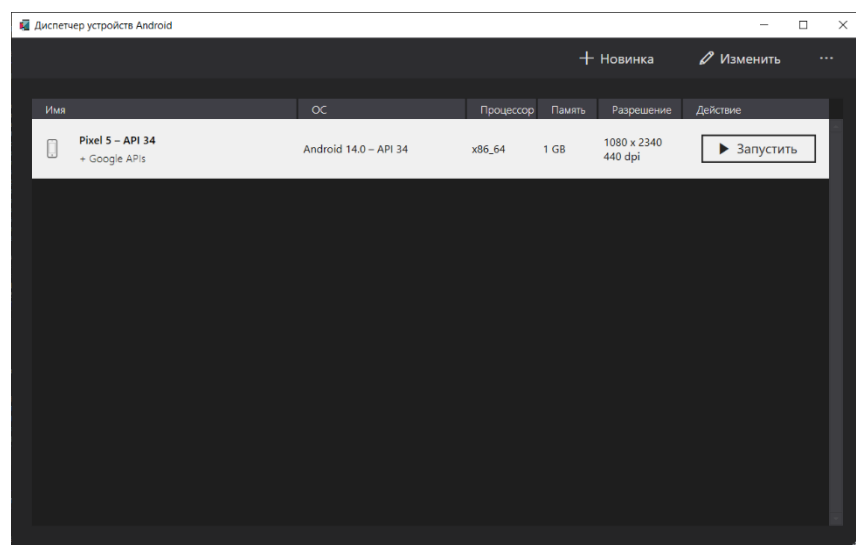 Диспетчер устройств Android
Новинка
Изменить
Имя
ОС
Процессор
Память
Разрешение
Действие
Pixel 5 – API 34
+ Google APIs
Android 14.0 – API 34
x86_64
1 GB
1080 x 2340
440 dpi
Запустить